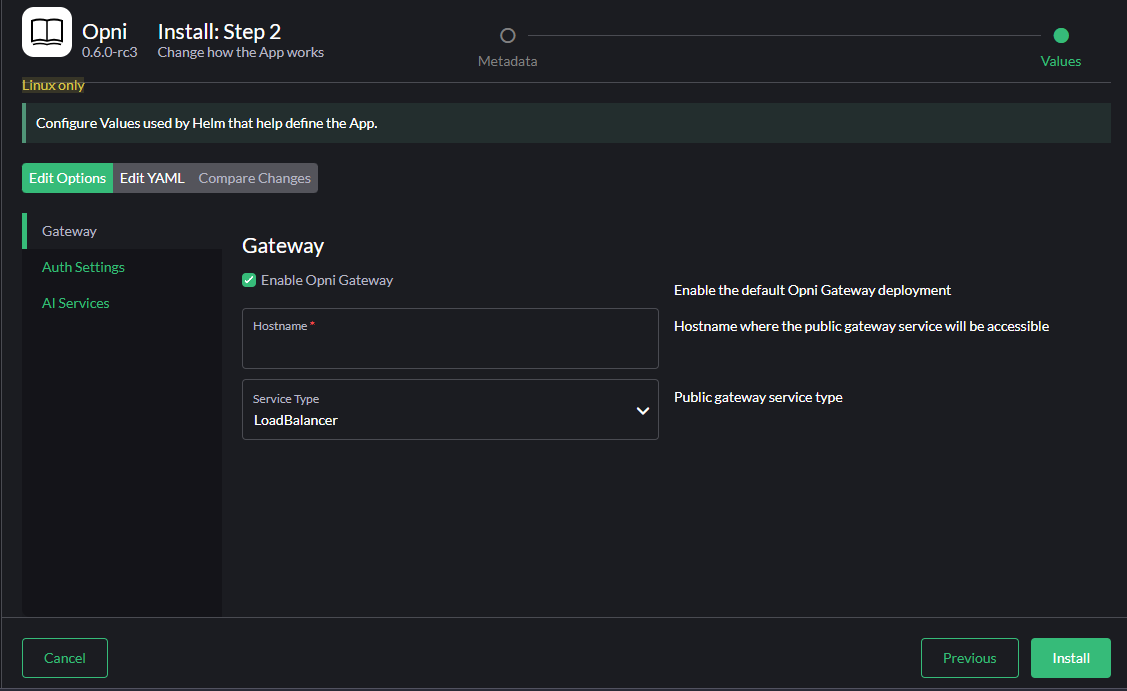 Opni
0.6.0-rc3
Install: Step 2
Change how the App works
Metadata
Values
Linux only
Configure Values used by Helm that help define the App.
Edit Options Edit YAML Compare Changes
Gateway
Auth Settings
AI Services
Gateway
Enable Opni Gateway
Enable the default Opni Gateway deployment
Hostname *
Hostname where the public gateway service will be accessible
Service Type
LoadBalancer
Public gateway service type
Cancel
Previous
Install